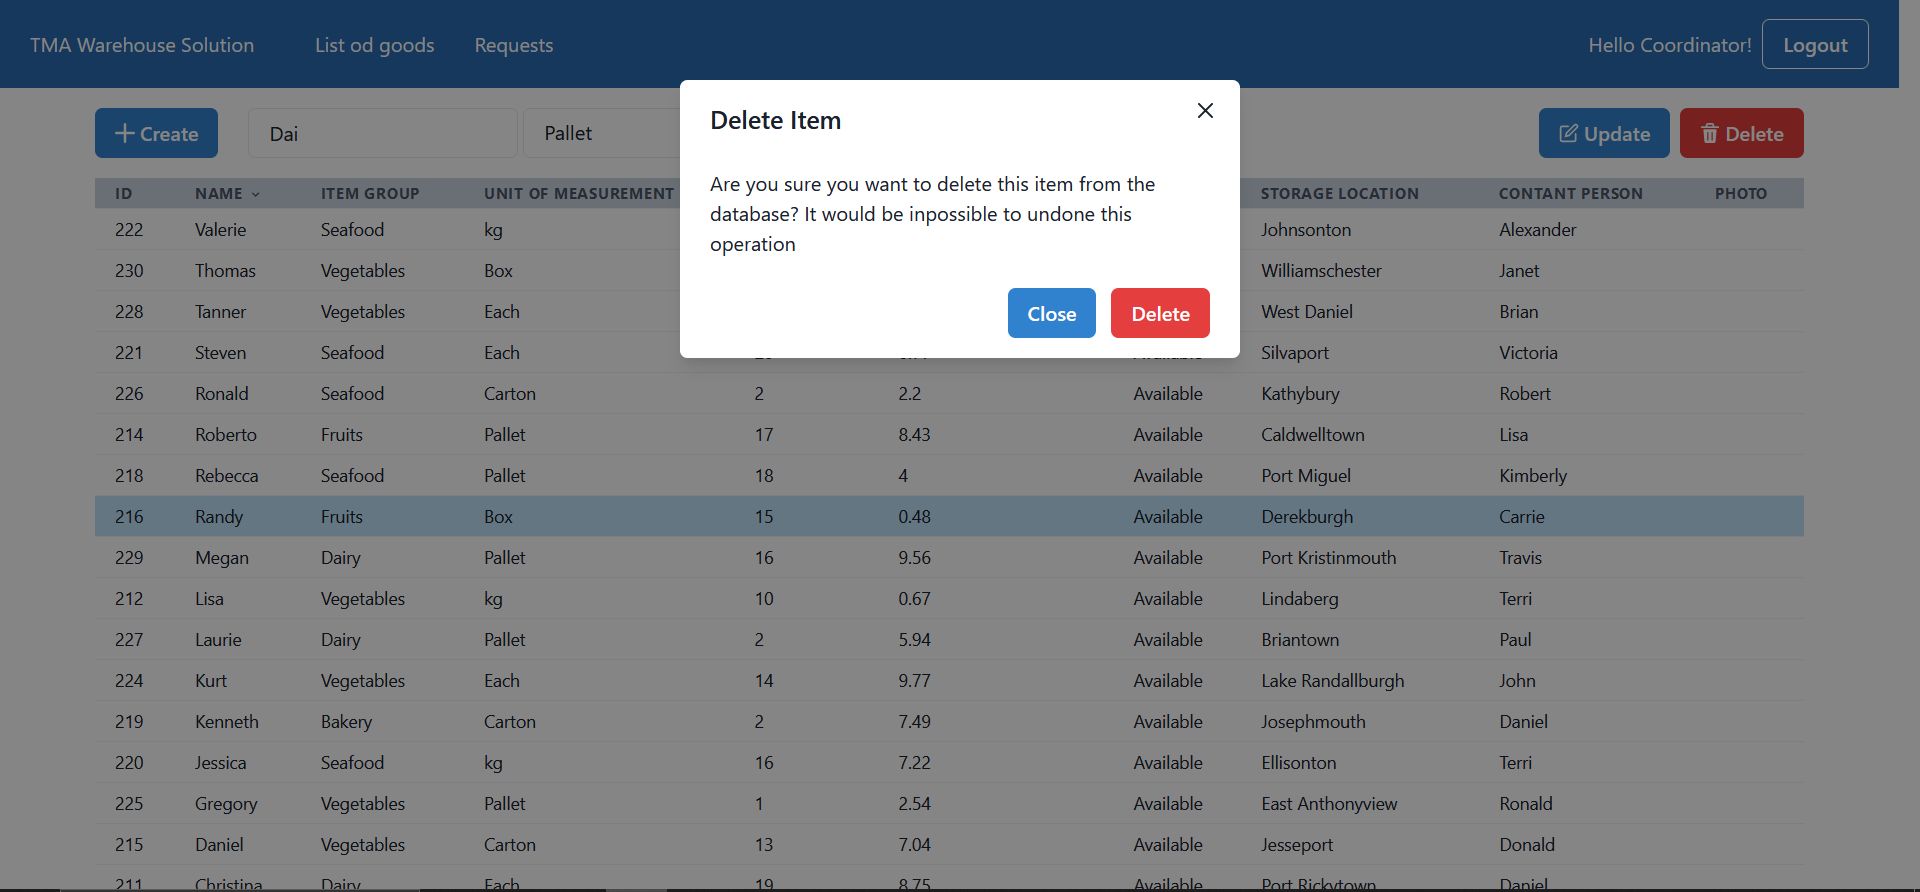 TMA Warehouse Solution List od goods Requests Hello Coordinator! Logout
Create Dai Pallet Update Delete
Delete Item
Are you sure you want to delete this item from the
database? It would be inpossible to undone this
operation
Close Delete
ID NAME ITEM GROUP UNIT OF MEASUREMENT STORAGE LOCATION CONTANT PERSON PHOTO
222 Valerie Seafood kg Johnsonton Alexander
230 Thomas Vegetables Box Williamschester Janet
228 Tanner Vegetables Each West Daniel Brian
221 Steven Seafood Each Silvaport Victoria
226 Ronald Seafood Carton 2 2.2 Available Kathybury Robert
214 Roberto Fruits Pallet 17 8.43 Available Caldwelltown Lisa
218 Rebecca Seafood Pallet 18 4 Available Port Miguel Kimberly
216 Randy Fruits Box 15 0.48 Available Derekburgh Carrie
229 Megan Dairy Pallet 16 9.56 Available Port Kristinmouth Travis
212 Lisa Vegetables kg 10 0.67 Available Lindaberg Terri
227 Laurie Dairy Pallet 2 5.94 Available Briantown Paul
224 Kurt Vegetables Each 14 9.77 Available Lake Randallburgh John
219 Kenneth Bakery Carton 2 7.49 Available Josephmouth Daniel
220 Jessica Seafood kg 16 7.22 Available Ellisonton Terri
225 Gregory Vegetables Pallet 1 2.54 Available East Anthonyview Ronald
215 Daniel Vegetables Carton 13 7.04 Available Jesseport Donald
211 Christina Dairy Each 19 8.75 Available Port Rickytown Daniel